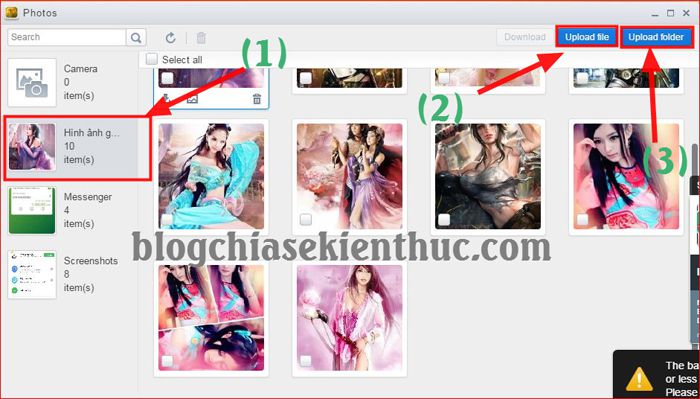 Photos
Search
Download
Upload file
Upload folder
Select all
(1)
(2)
(3)
Camera
0
item(s)
Hình ảnh g...
10
item(s)
Messenger
4
item(s)
Screenshots
8
item(s)
blogchiasekienthuc.com
The ba
or less
Please